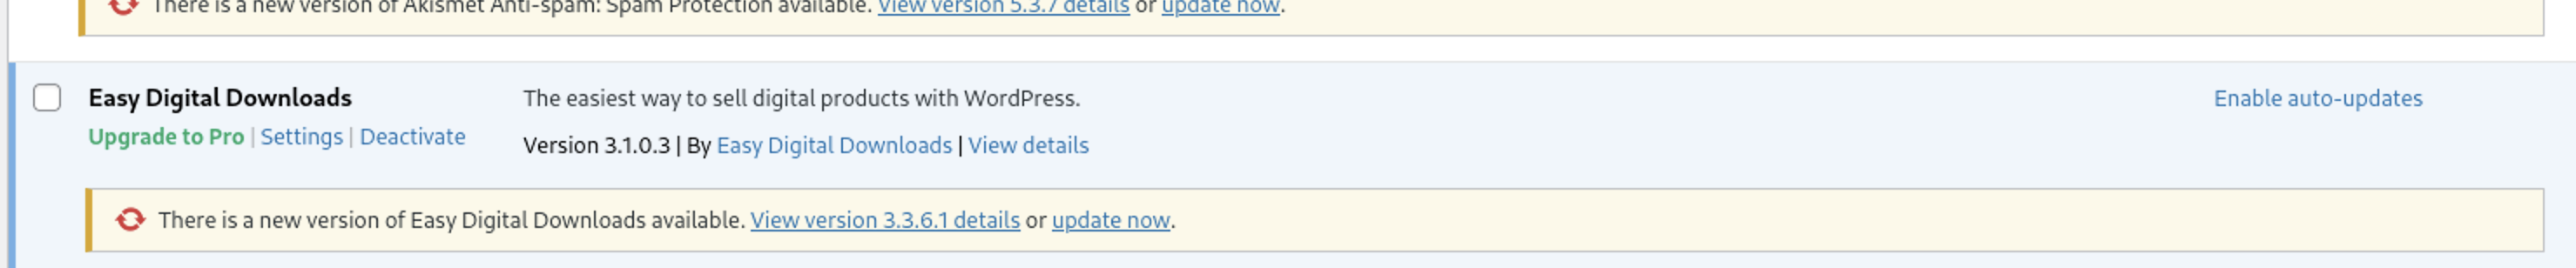 There is a new version of Akismet Anti-spam: Spam Protection available. View version 5.3.7 details or update now.
Easy Digital Downloads
The easiest way to sell digital products with WordPress.
Enable auto-updates
Upgrade to Pro | Settings | Deactivate
Version 3.1.0.3 | By Easy Digital Downloads | View details
There is a new version of Easy Digital Downloads available. View version 3.3.6.1 details or update now.